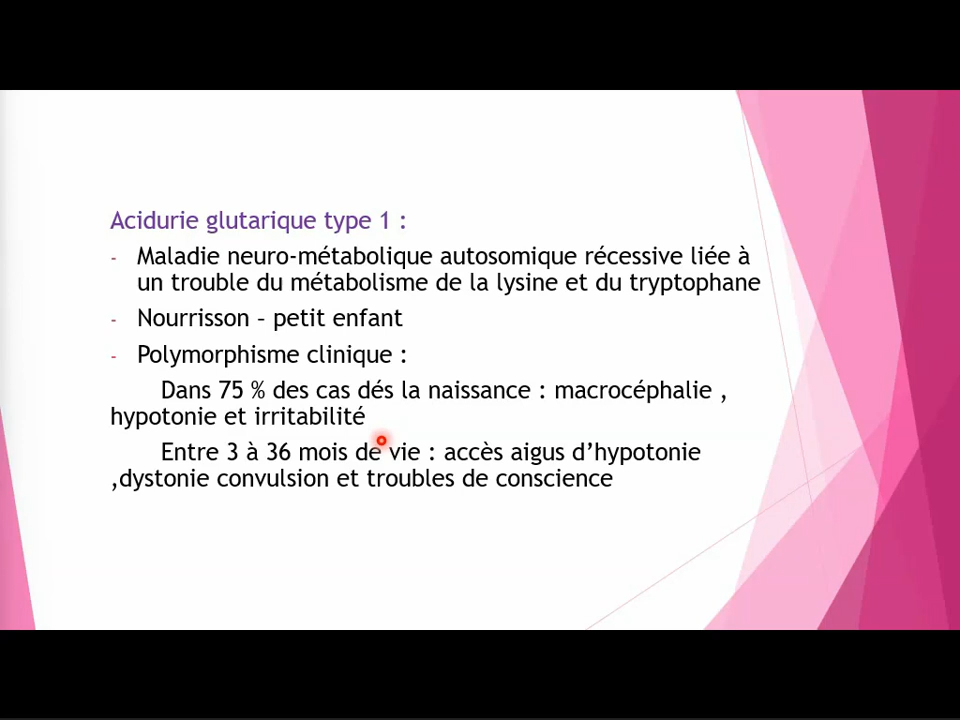 Acidurie glutarique type 1 :
- Maladie neuro-métabolique autosomique récessive liée à
un trouble du métabolisme de la lysine et du tryptophane
- Nourrisson – petit enfant
- Polymorphisme clinique :
Dans 75 % des cas dés la naissance : macrocéphalie ,
hypotonie et irritabilité
Entre 3 à 36 mois de vie : accès aigus d’hypotonie
,dystonie convulsion et troubles de conscience